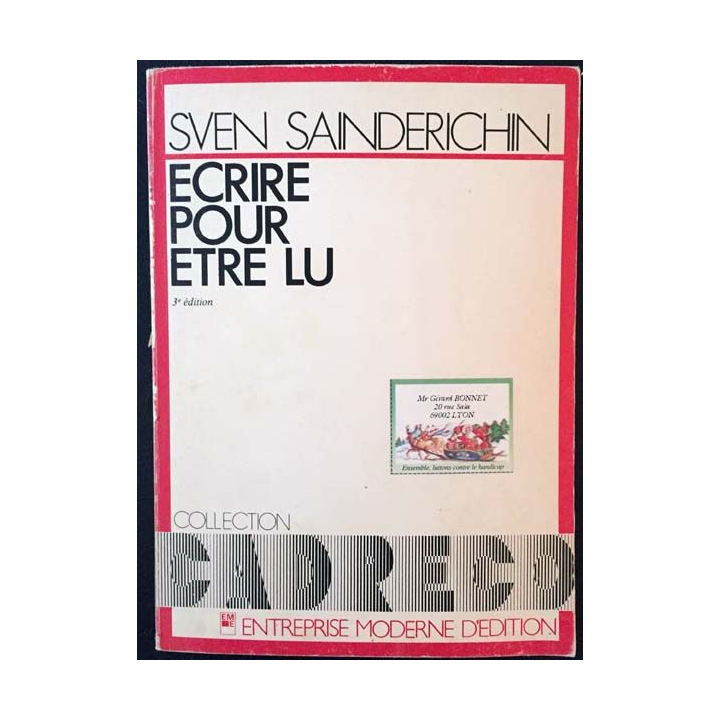 SVEN SAINDERICHIN
ECRIRE
POUR
ETRE LU
3e édition
Mr Gérard BONNET
20 rue Sala
69002 LYON
Ensemble, luttons contre le handicap
COLLECTION
CADRECO
EME ENTREPRISE MODERNE D'EDITION